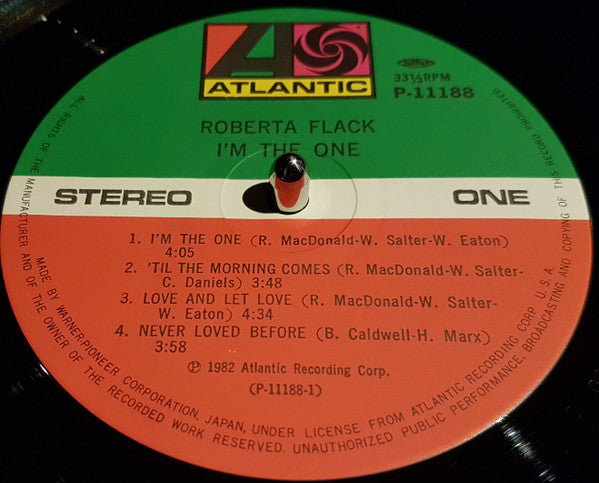 ATLANTIC
33⅓RPM
P-11188
ROBERTA FLACK
I'M THE ONE
STEREO
ONE
1. I'M THE ONE (R. MacDonald-W. Salter-W. Eaton)
4:05
2. 'TIL THE MORNING COMES (R. MacDonald-W. Salter-
C. Daniels) 3:48
3. LOVE AND LET LOVE (R. MacDonald-W. Salter-
W. Eaton) 4:34
4. NEVER LOVED BEFORE (B. Caldwell-H. Marx)
3:58
Ⓟ 1982 Atlantic Recording Corp.
(P-11188-1)
MADE BY WARNER-PIONEER CORPORATION, JAPAN, UNDER LICENSE FROM ATLANTIC RECORDING CORP. U.S.A.
ALL RIGHTS OF THE MANUFACTURER AND OF THE OWNER OF THE RECORDED WORK RESERVED. UNAUTHORIZED PUBLIC PERFORMANCE, BROADCASTING AND COPYING OF THIS RECORD PROHIBITED